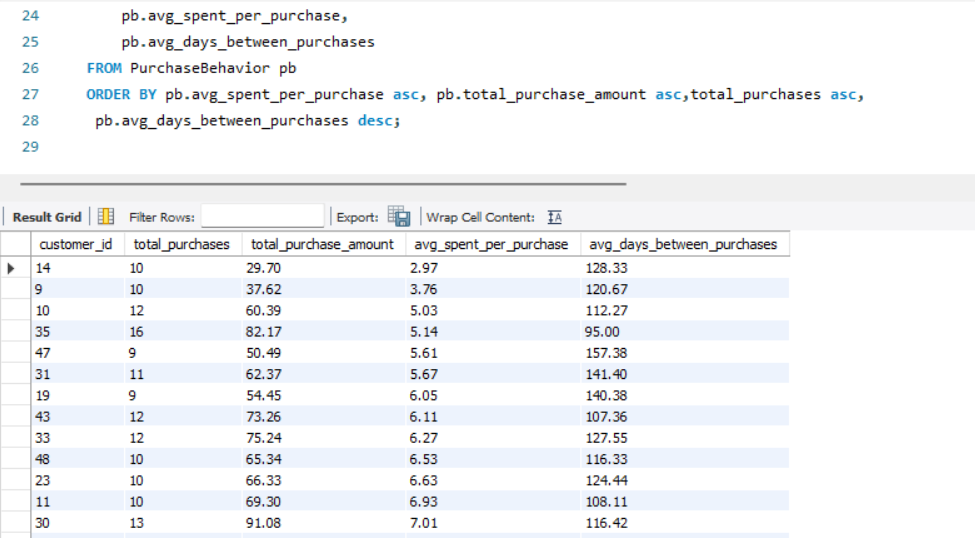 24 pb.avg_spent_per_purchase,
25 pb.avg_days_between_purchases
26 FROM PurchaseBehavior pb
27 ORDER BY pb.avg_spent_per_purchase asc, pb.total_purchase_amount asc,total_purchases asc,
28 pb.avg_days_between_purchases desc;
29
Result Grid Filter Rows: Export: Wrap Cell Content: IA
customer_id total_purchases total_purchase_amount avg_spent_per_purchase avg_days_between_purchases
14 10 29.70 2.97 128.33
9 10 37.62 3.76 120.67
10 12 60.39 5.03 112.27
35 16 82.17 5.14 95.00
47 9 50.49 5.61 157.38
31 11 62.37 5.67 141.40
19 9 54.45 6.05 140.38
43 12 73.26 6.11 107.36
33 12 75.24 6.27 127.55
48 10 65.34 6.53 116.33
23 10 66.33 6.63 124.44
11 10 69.30 6.93 108.11
30 13 91.08 7.01 116.42